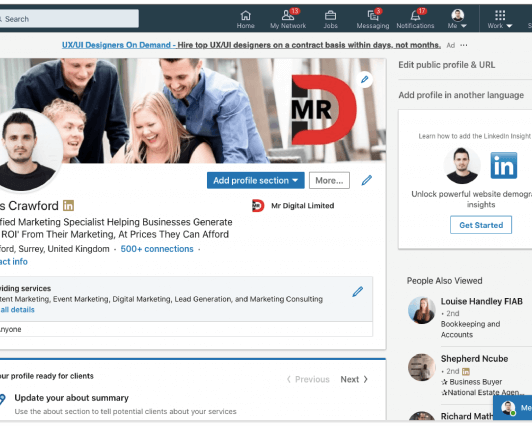 Search
13
6
17
Home
My Network
Jobs
Messaging
Notifications
Me
Work
UX/UI Designers On Demand - Hire top UX/UI designers on a contract basis within days, not months. Ad ···
Edit public profile & URL
Add profile in another language
MR
Learn how to add the LinkedIn Insight
in
Unlock powerful website demogra
insights
Get Started
Add profile section
More...
s Crawford in
MR Mr Digital Limited
fied Marketing Specialist Helping Businesses Generate
ROI' From Their Marketing, At Prices They Can Afford
ford, Surrey, United Kingdom · 500+ connections ·
act info
viding services
tent Marketing, Event Marketing, Digital Marketing, Lead Generation, and Marketing Consulting
all details
nyone
People Also Viewed
Louise Handley FIAB
• 2nd
Bookkeeping and
Accounts
Shepherd Ncube
• 2nd in
☆ Business Buyer
☆National Estate Agen...
Richard Math
Me
our profile ready for clients
Previous Next
Update your about summary
Use the about section to tell potential clients about your services